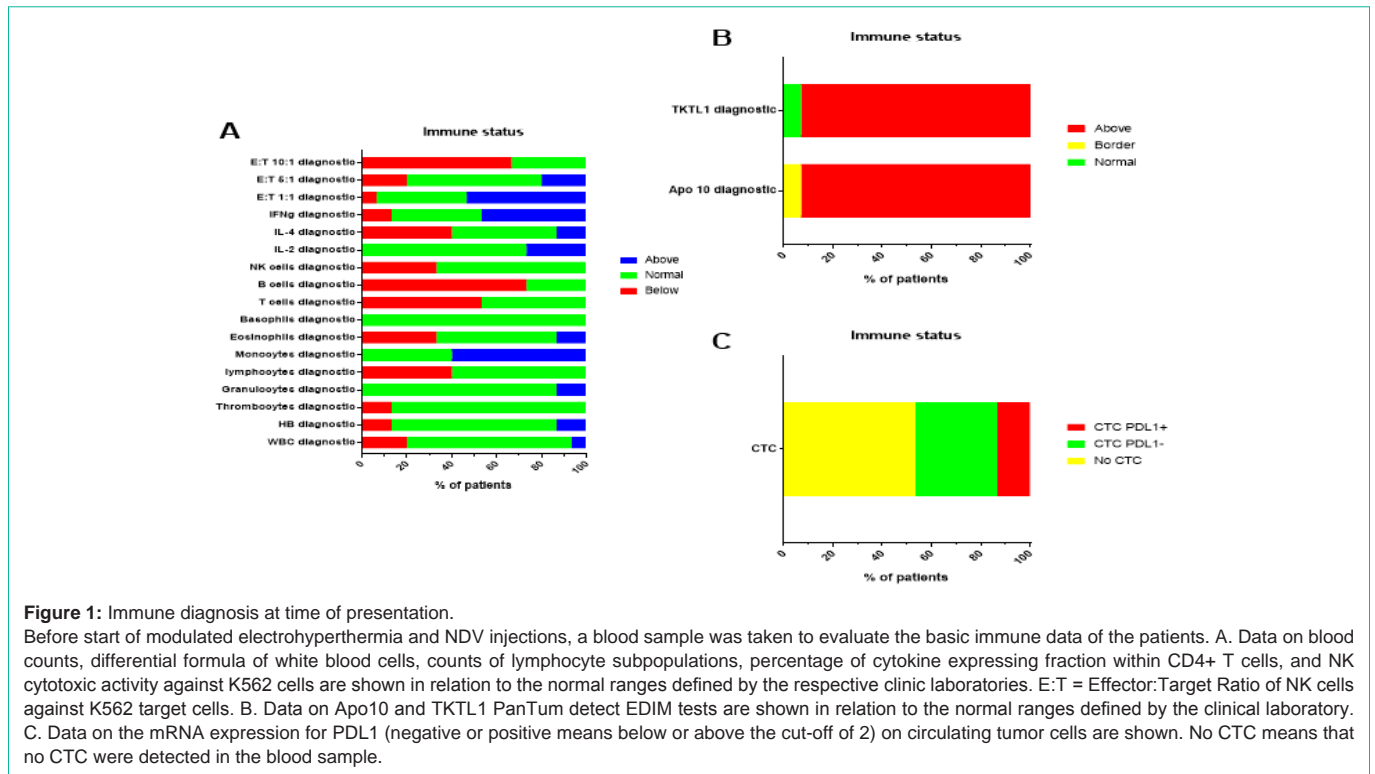 A
Immune status
E:T 10:1 diagnostic
E:T 5:1 diagnostic
E:T 1:1 diagnostic
IFNg diagnostic
IL-4 diagnostic
IL-2 diagnostic
NK cells diagnostic
B cells diagnostic
T cells diagnostic
Basophils diagnostic
Eosinophils diagnostic
Monocytes diagnostic
lymphocytes diagnostic
Granulocytes diagnostic
Thrombocytes diagnostic
HB diagnostic
WBC diagnostic
0 20 40 60 80 100
% of patients
Above
Normal
Below
B
Immune status
TKTL1 diagnostic
Apo 10 diagnostic
0 20 40 60 80 100
% of patients
Above
Border
Normal
C
Immune status
CTC
0 20 40 60 80 100
% of patients
CTC PDL1+
CTC PDL1-
No CTC
Figure 1: Immune diagnosis at time of presentation.
Before start of modulated electrohyperthermia and NDV injections, a blood sample was taken to evaluate the basic immune data of the patients. A. Data on blood
counts, differential formula of white blood cells, counts of lymphocyte subpopulations, percentage of cytokine expressing fraction within CD4+ T cells, and NK
cytotoxic activity against K562 cells are shown in relation to the normal ranges defined by the respective clinic laboratories. E:T = Effector:Target Ratio of NK cells
against K562 target cells. B. Data on Apo10 and TKTL1 PanTum detect EDIM tests are shown in relation to the normal ranges defined by the clinical laboratory.
C. Data on the mRNA expression for PDL1 (negative or positive means below or above the cut-off of 2) on circulating tumor cells are shown. No CTC means that
no CTC were detected in the blood sample.